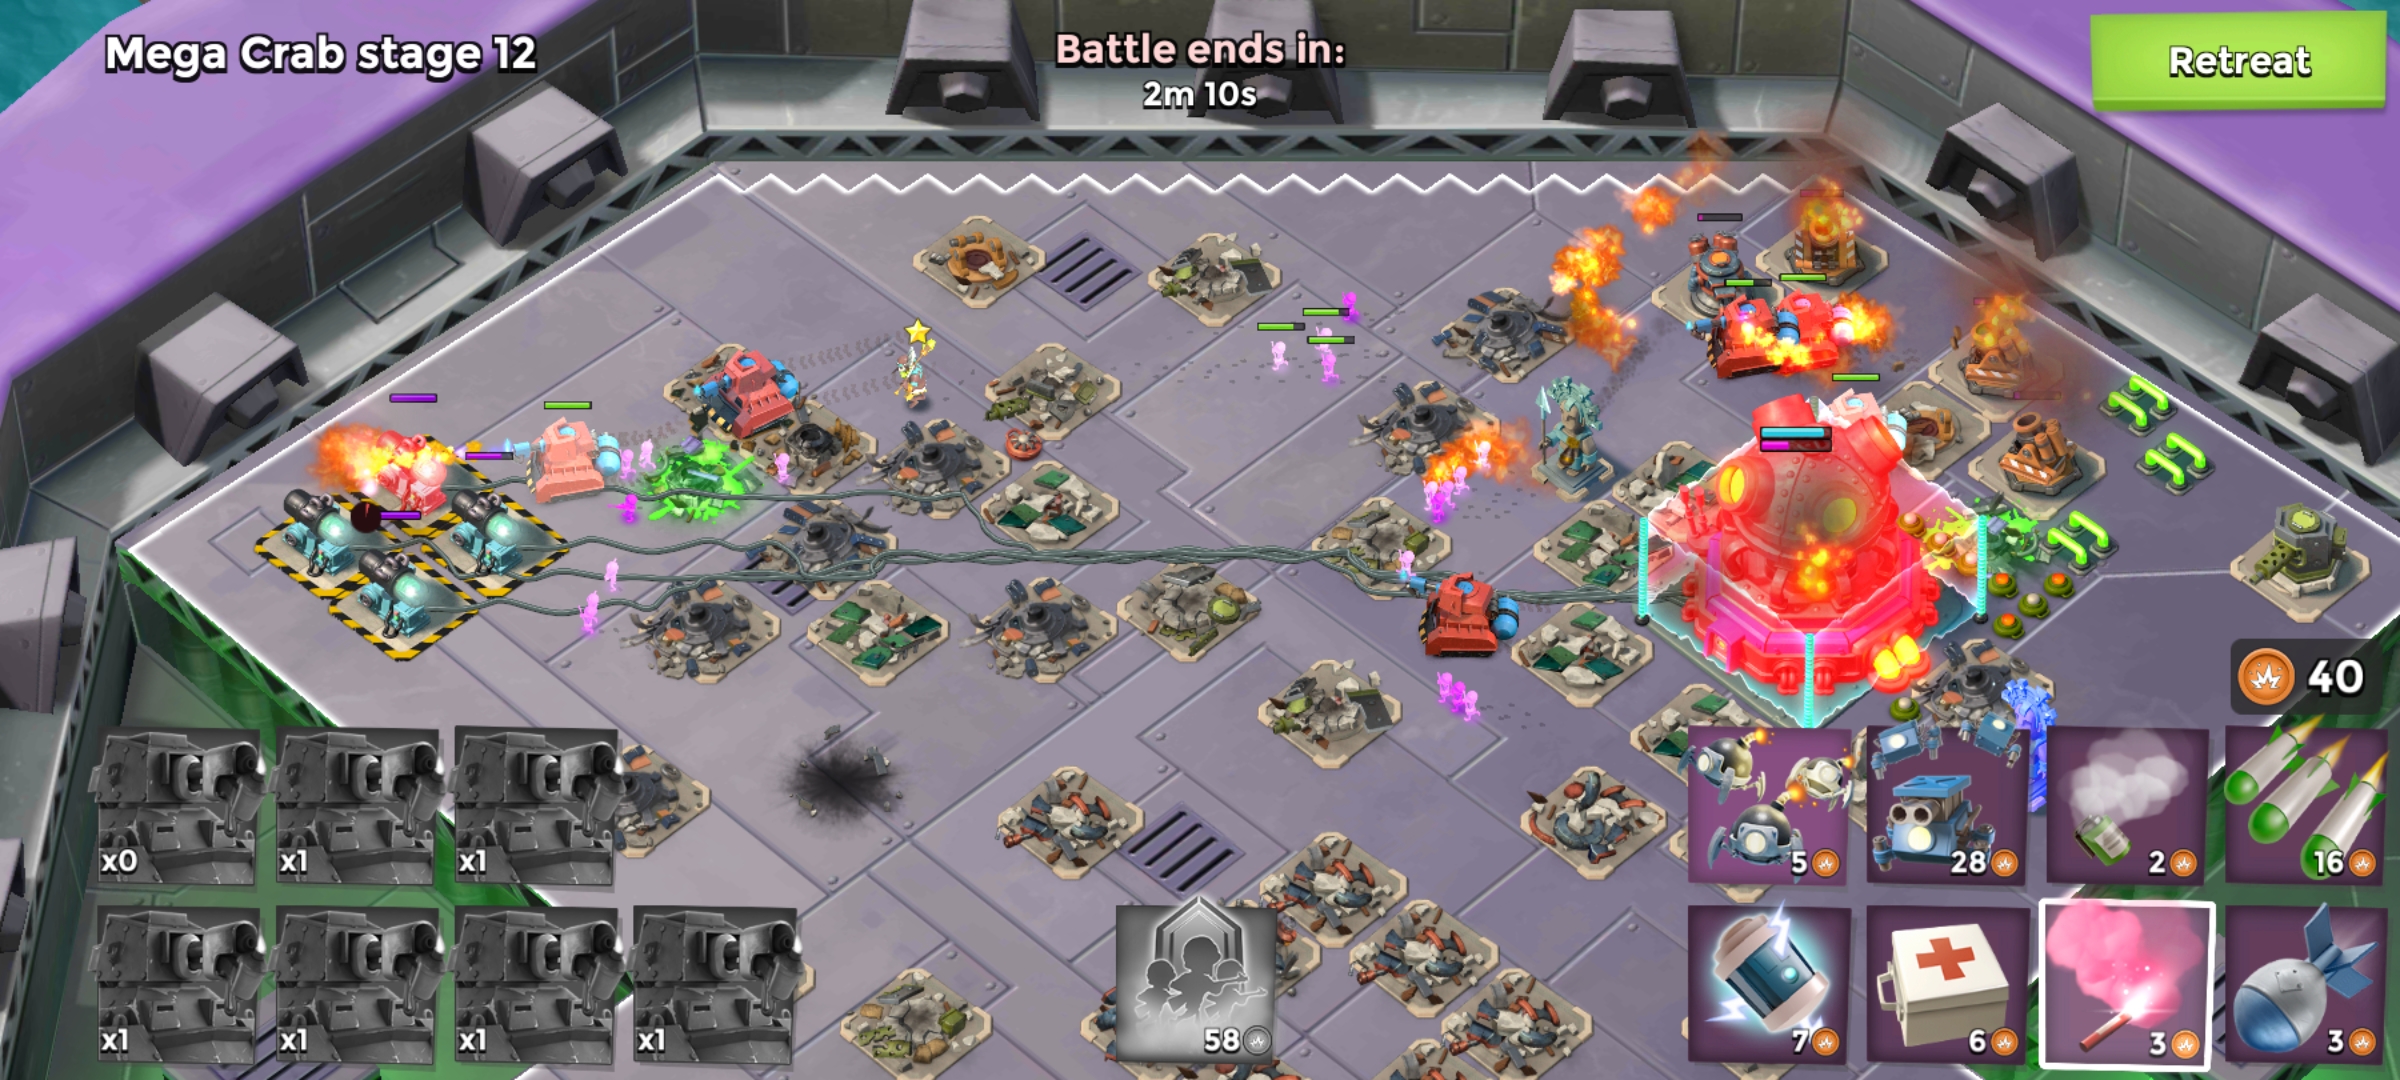 Mega Crab stage 12
Battle ends in:
2m 10s
Retreat
40
x0
x1
x1
5
28
2
16
x1
x1
x1
x1
58
7
6
3
3